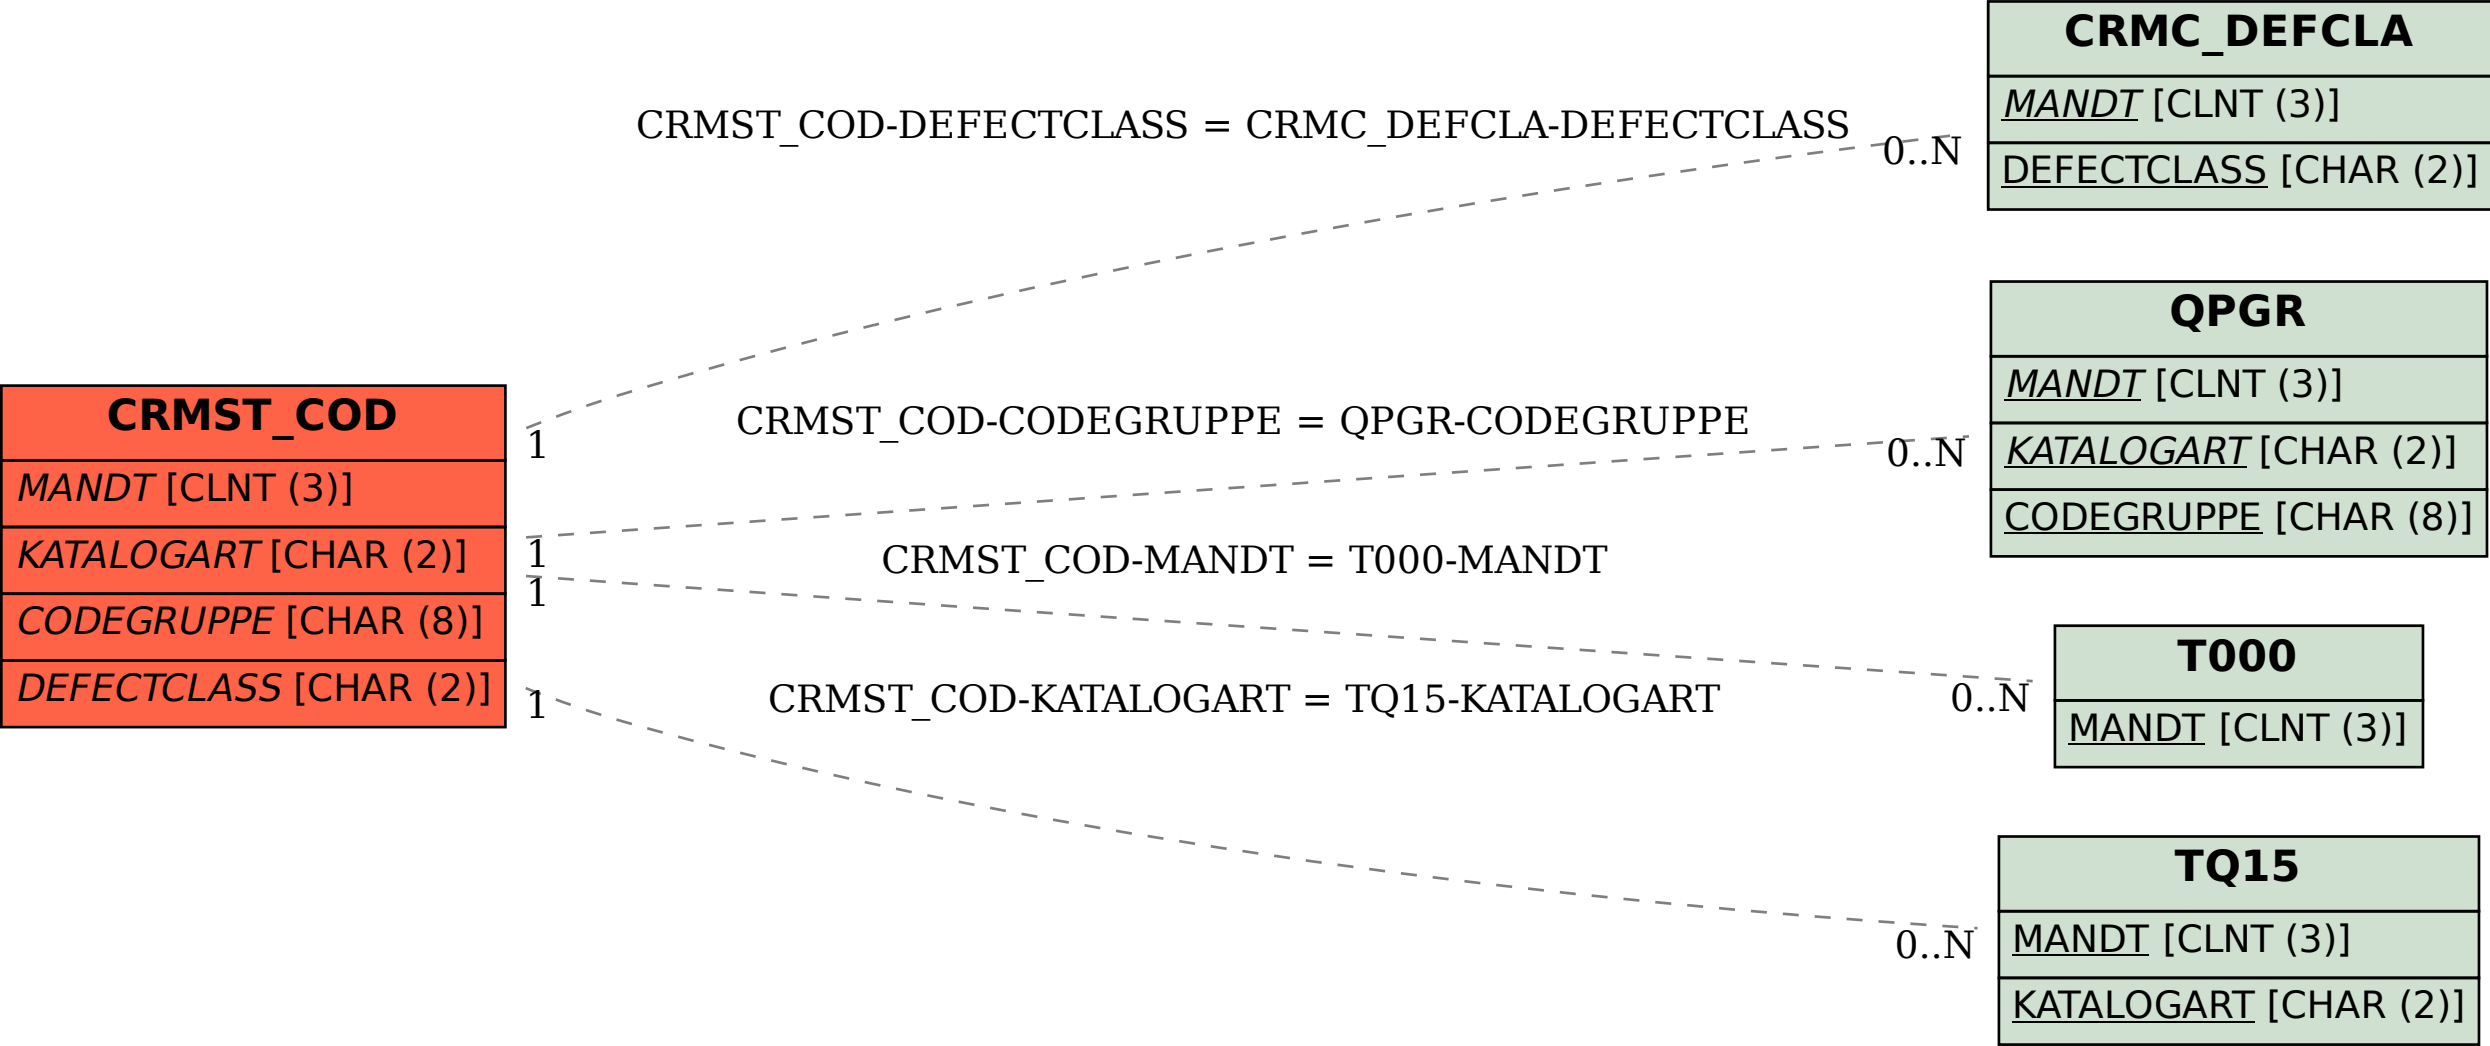 CRMC_DEFCLA
MANDT [CLNT (3)]
DEFECTCLASS [CHAR (2)]
CRMST_COD-DEFECTCLASS = CRMC_DEFCLA-DEFECTCLASS
0..N
1
QPGR
MANDT [CLNT (3)]
KATALOGART [CHAR (2)]
CODEGRUPPE [CHAR (8)]
CRMST_COD-CODEGRUPPE = QPGR-CODEGRUPPE
0..N
1
CRMST_COD
MANDT [CLNT (3)]
KATALOGART [CHAR (2)]
CODEGRUPPE [CHAR (8)]
DEFECTCLASS [CHAR (2)]
CRMST_COD-MANDT = T000-MANDT
1
0..N
T000
MANDT [CLNT (3)]
CRMST_COD-KATALOGART = TQ15-KATALOGART
1
0..N
TQ15
MANDT [CLNT (3)]
KATALOGART [CHAR (2)]